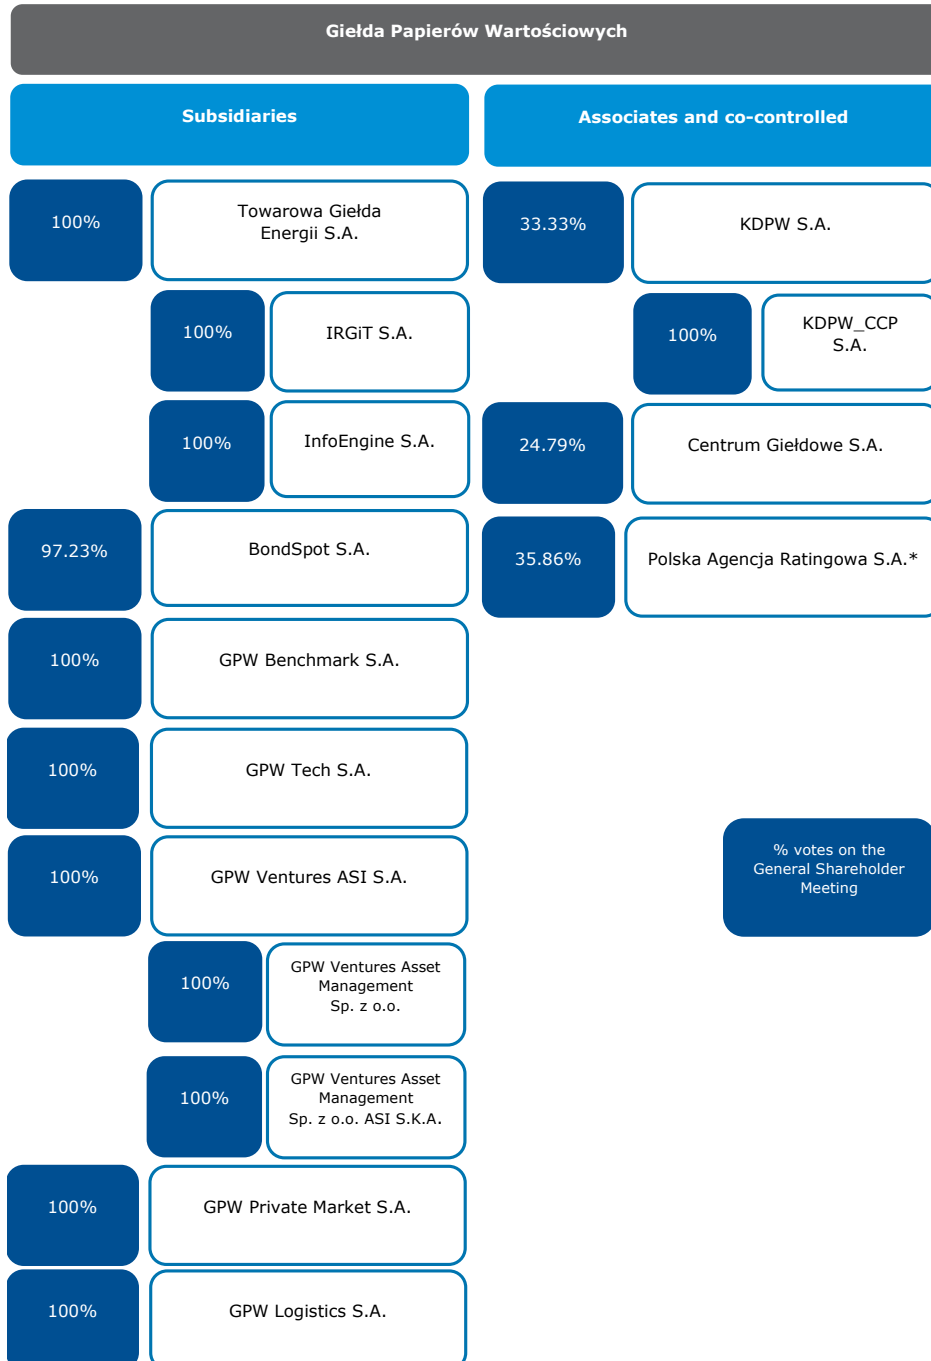 Giełda Papierów Wartościowych
Subsidiaries
Associates and co-controlled
100%
Towarowa Giełda
Energii S.A.
33.33%
KDPW S.A.
100%
IRGiT S.A.
100%
KDPW_CCP
S.A.
100%
InfoEngine S.A.
24.79%
Centrum Giełdowe S.A.
97.23%
BondSpot S.A.
35.86%
Polska Agencja Ratingowa S.A.*
100%
GPW Benchmark S.A.
100%
GPW Tech S.A.
100%
GPW Ventures ASI S.A.
% votes on the
General Shareholder
Meeting
100%
GPW Ventures Asset
Management
Sp. z o.o.
100%
GPW Ventures Asset
Management
Sp. z o.o. ASI S.K.A.
100%
GPW Private Market S.A.
100%
GPW Logistics S.A.